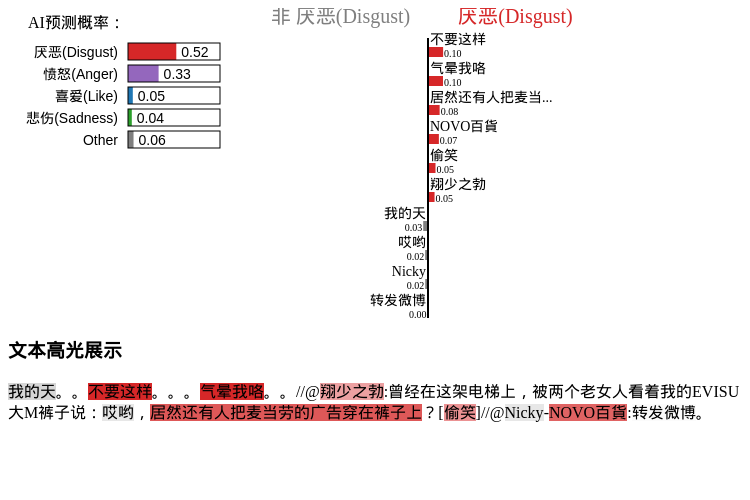 AI预测概率：
厌恶(Disgust) 0.52
愤怒(Anger) 0.33
喜爱(Like) 0.05
悲伤(Sadness) 0.04
Other 0.06
非 厌恶(Disgust) 厌恶(Disgust)
不要这样
0.10
气晕我咯
0.10
居然还有人把麦当...
0.08
NOVO百貨
0.07
偷笑
0.05
翔少之勃
0.05
我的天
0.03
哎哟
0.02
Nicky
0.02
转发微博
0.00
文本高光展示
我的天。。不要这样。。。气晕我咯。。//@翔少之勃:曾经在这架电梯上，被两个老女人看着我的EVISU
大M裤子说：哎哟，居然还有人把麦当劳的广告穿在裤子上？[偷笑]//@Nicky-NOVO百貨:转发微博。